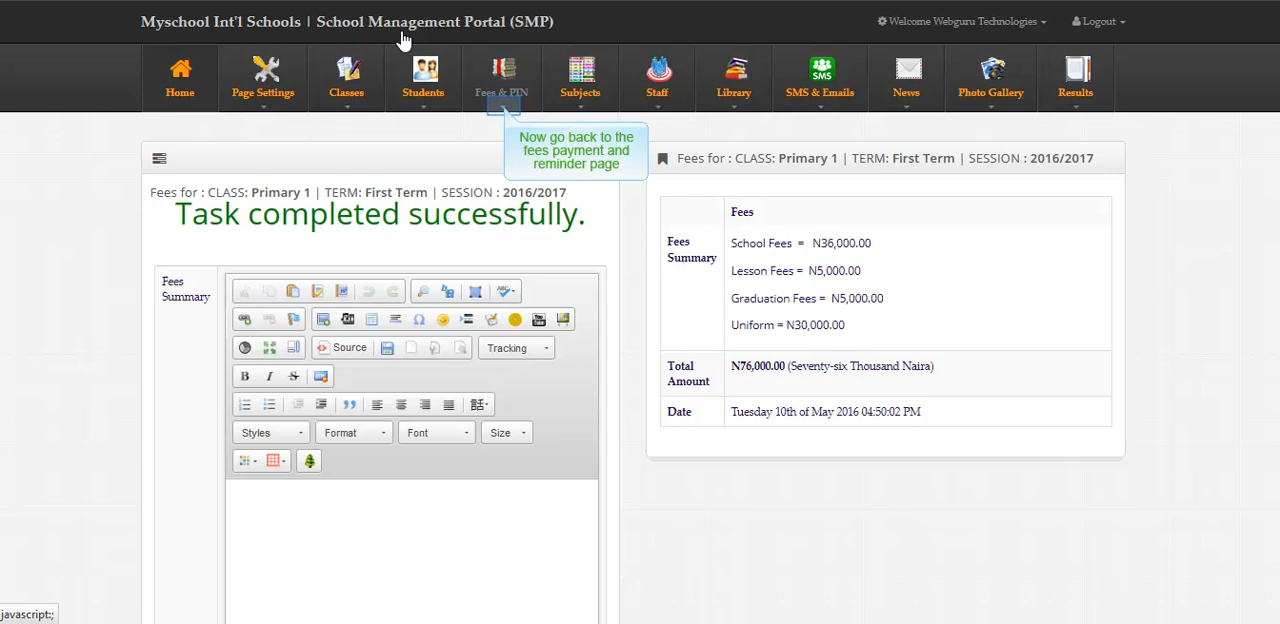 Myschool Int'l Schools | School Management Portal (SMP)
Welcome Webguru Technologies
Logout
Home
Page Settings
Classes
Students
Fees & PIN
Subjects
Staff
Library
SMS & Emails
News
Photo Gallery
Results
SMS
Now go back to the
fees payment and
reminder page
Fees for : CLASS: Primary 1 | TERM: First Term | SESSION : 2016/2017
Task completed successfully.
Fees
Summary
Source
Tracking
B I S
Styles
Format
Font
Size
Fees for : CLASS: Primary 1 | TERM: First Term | SESSION : 2016/2017
Fees
Fees
Summary
School Fees = N36,000.00
Lesson Fees = N5,000.00
Graduation Fees = N5,000.00
Uniform = N30,000.00
Total
Amount
N76,000.00 (Seventy-six Thousand Naira)
Date
Tuesday 10th of May 2016 04:50:02 PM
javascript:;